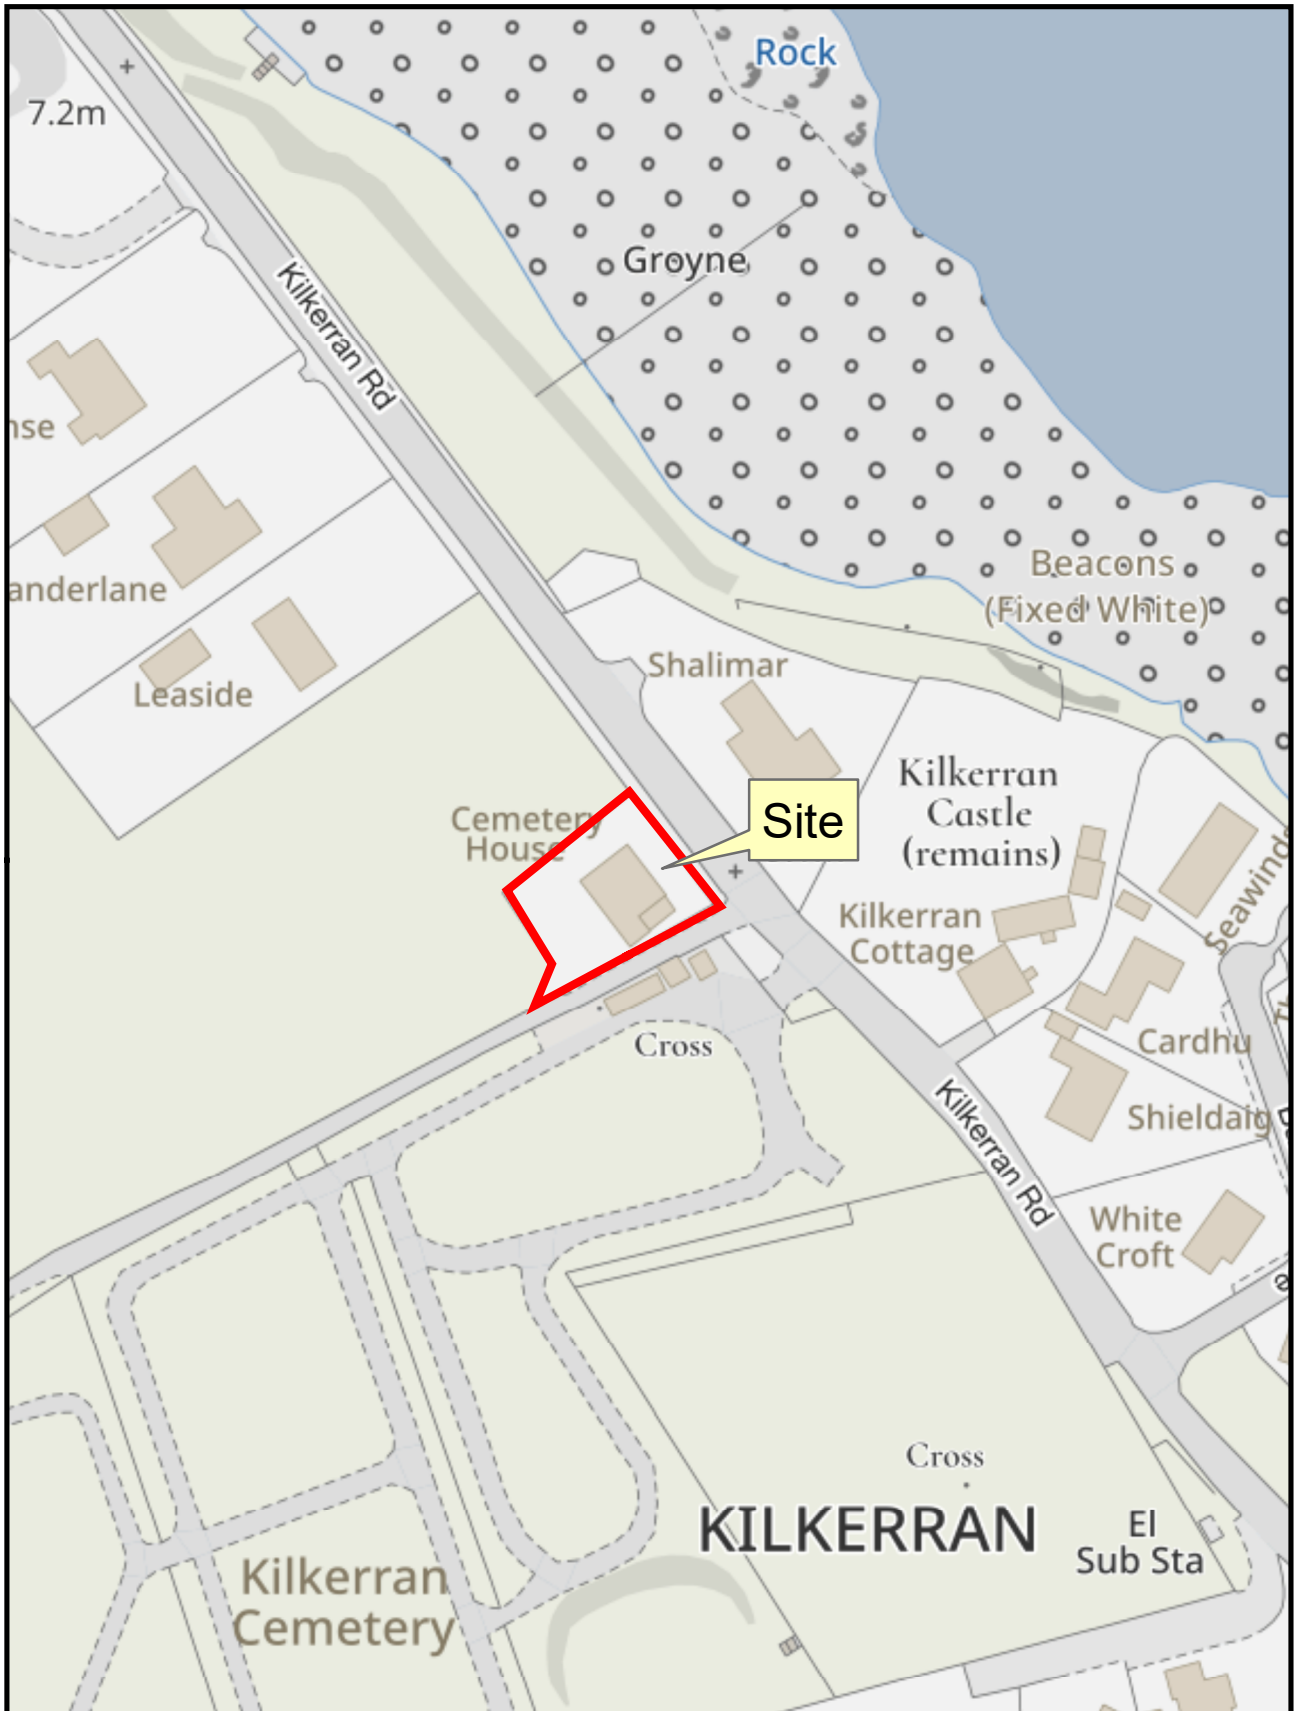 Rock
7.2m
Groyne
Kilkerran Rd
nse
Beacons
(Fixed White)
anderlane
Shalimar
Leaside
Kilkerran
Castle
(remains)
Cemetery
House
Site
Seawinds
Kilkerran
Cottage
Cross
Cardhu
Kilkerran Rd
Shieldaig
White
Croft
Cross
KILKERRAN
El
Sub Sta
Kilkerran
Cemetery